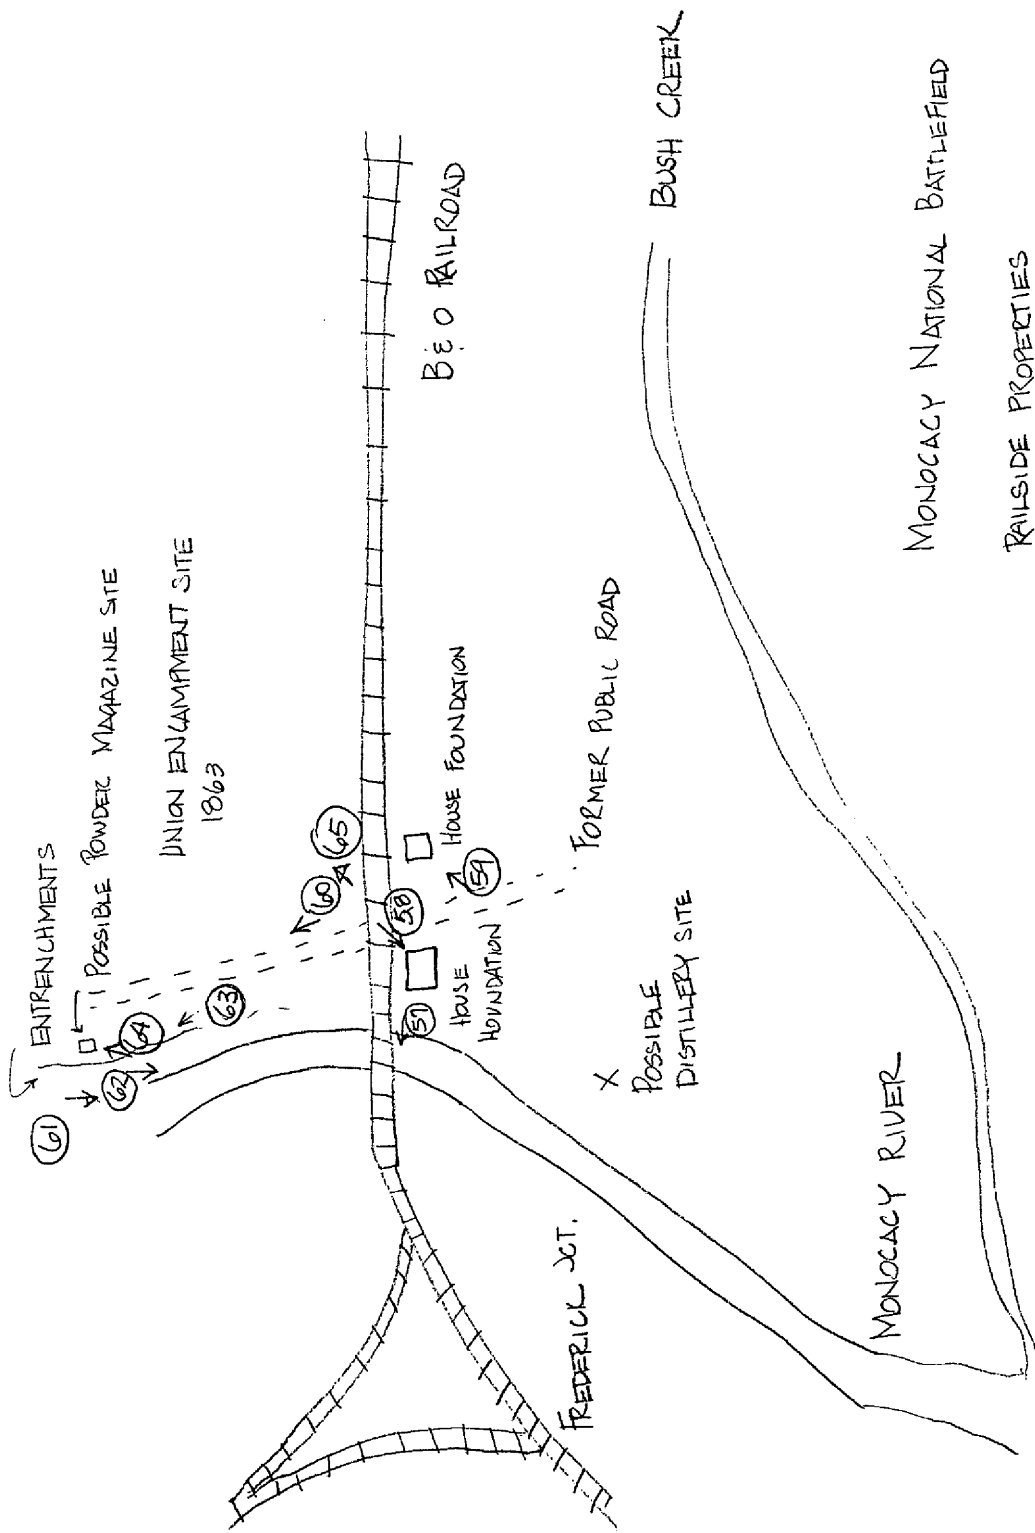 ENTRENCHMENTS
POSSIBLE POWDER MAGAZINE SITE
UNION ENCAMPMENT SITE
1863
61
62
64
63
60
65
B & O RAILROAD
57
58
59
HOUSE
HOUNDATION
HOUSE FOUNDATION
FORMER PUBLIC ROAD
X
POSSIBLE
DISTILLERY SITE
FREDERICK JCT.
MONOCACY RIVER
BUSH CREEK
MONOCACY NATIONAL BATTLEFIELD
RAILSIDE PROPERTIES